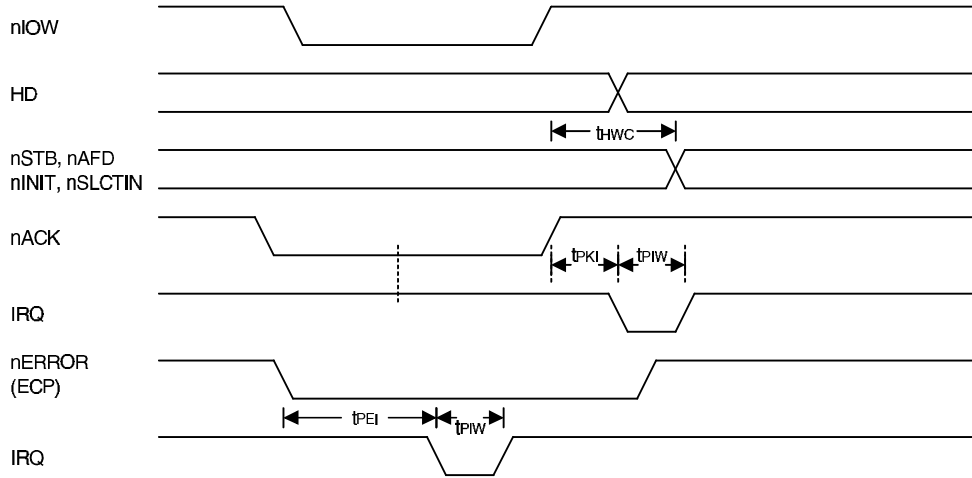 nIOW
HD
tHWC
nSTB, nAFD
nINIT, nSLCTIN
nACK
tPKI tPIW
IRQ
nERROR
(ECP)
tPEI tPIW
IRQ